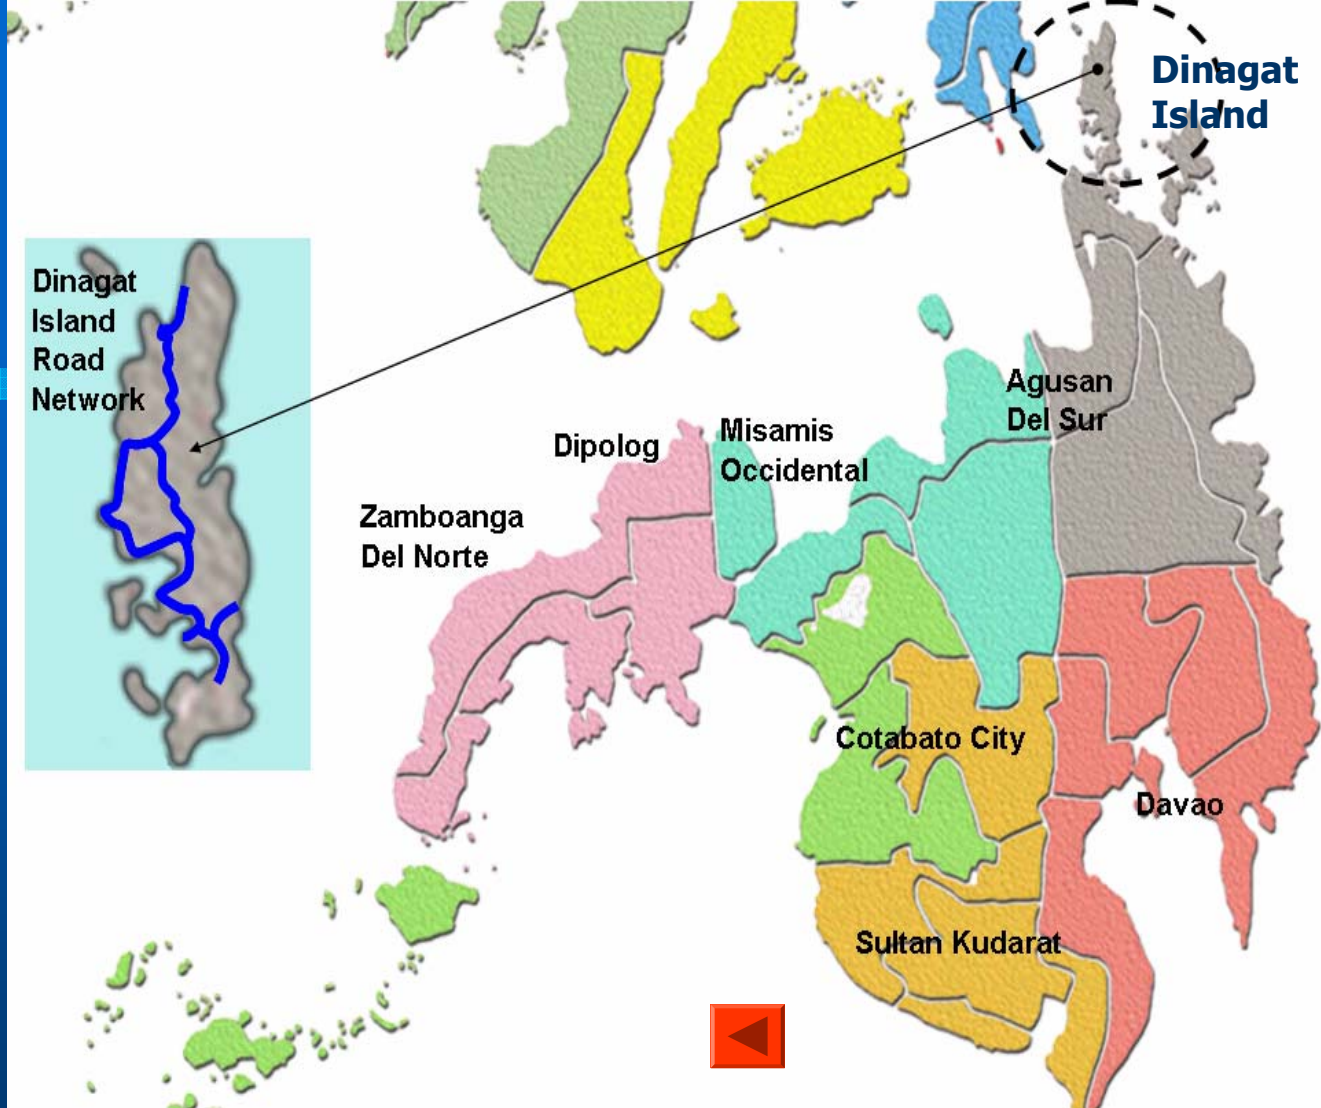 Dinagat
Island
Dinagat
Island
Road
Network
Agusan
Del Sur
Dipolog
Misamis
Occidental
Zamboanga
Del Norte
Cotabato City
Davao
Sultan Kudarat